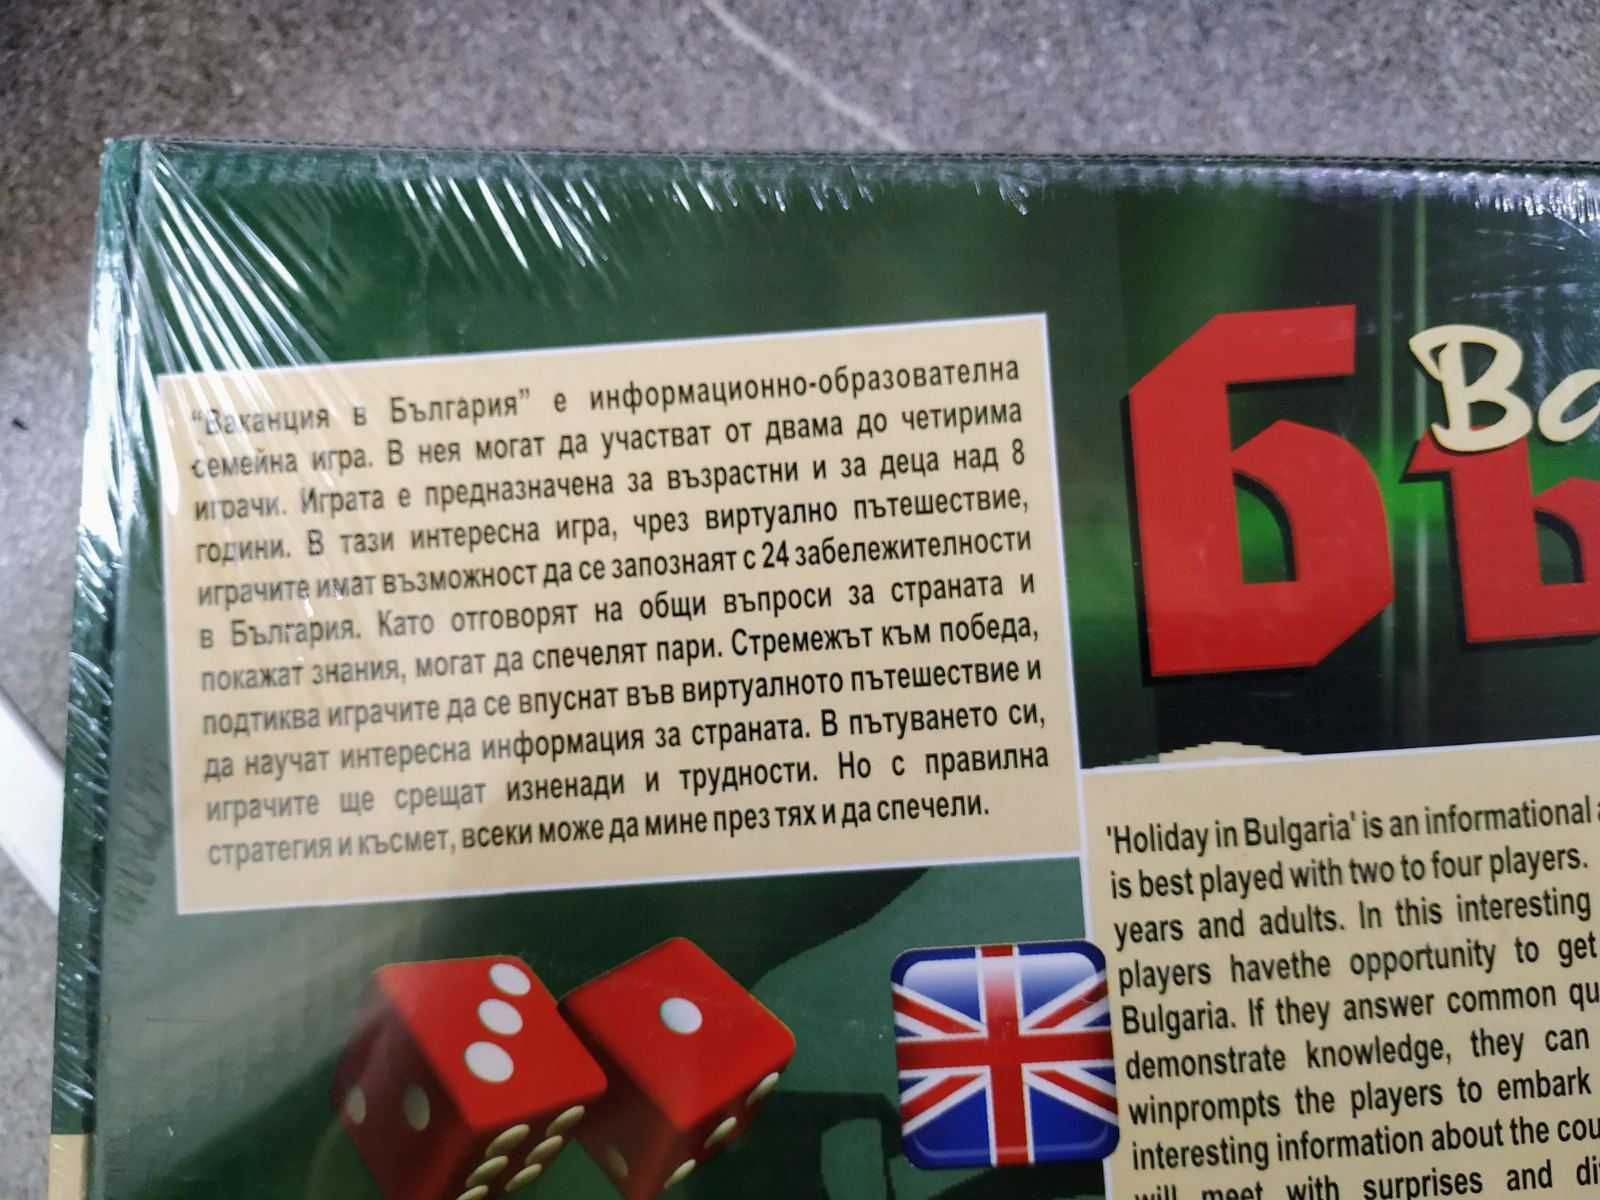 “Ваканция в България” е информационно-образователна
семейна игра. В нея могат да участват от двама до четирима
играчи. Играта е предназначена за възрастни и за деца над 8
години. В тази интересна игра, чрез виртуално пътешествие,
играчите имат възможност да се запознаят с 24 забележителности
в България. Като отговорят на общи въпроси за страната и
покажат знания, могат да спечелят пари. Стремежът към победа,
подтиква играчите да се впуснат във виртуалното пътешествие и
да научат интересна информация за страната. В пътуването си,
играчите ще срещат изненади и трудности. Но с правилна
стратегия и късмет, всеки може да мине през тях и да спечели.
Ва
Бъ
'Holiday in Bulgaria' is an informational a
is best played with two to four players.
years and adults. In this interesting
players havethe opportunity to get
Bulgaria. If they answer common qu
demonstrate knowledge, they can
winprompts the players to embark
interesting information about the cou
will meet with surprises and dif